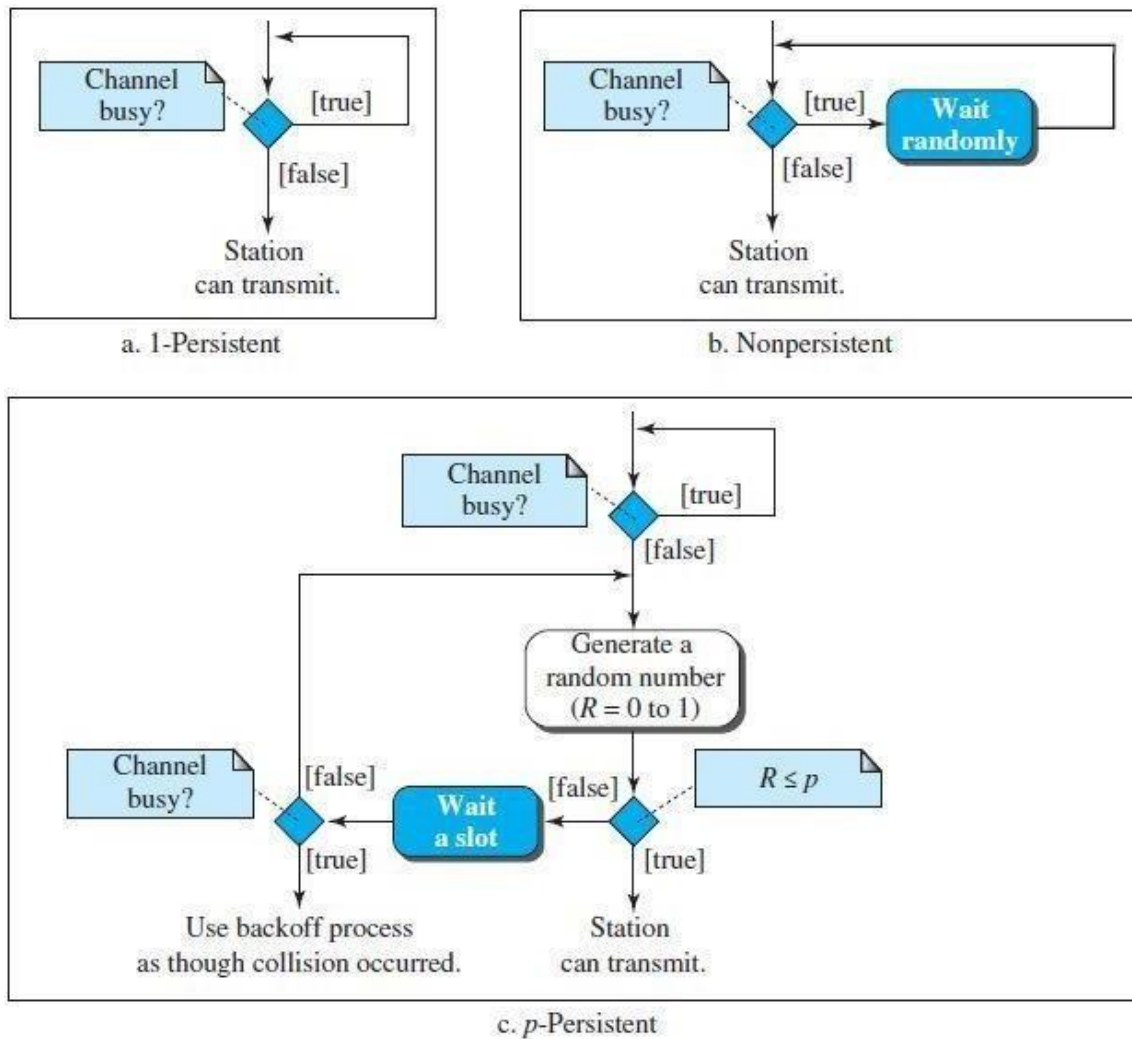 Channel
busy?
[true]
[false]
Station
can transmit.
a. 1-Persistent
Channel
busy?
[true]
Wait
randomly
[false]
Station
can transmit.
b. Nonpersistent
Channel
busy?
[true]
[false]
Generate a
random number
(R = 0 to 1)
Channel
busy?
[false]
Wait
a slot
[false]
R ≤ p
[true]
[true]
Use backoff process
as though collision occurred.
Station
can transmit.
c. p-Persistent